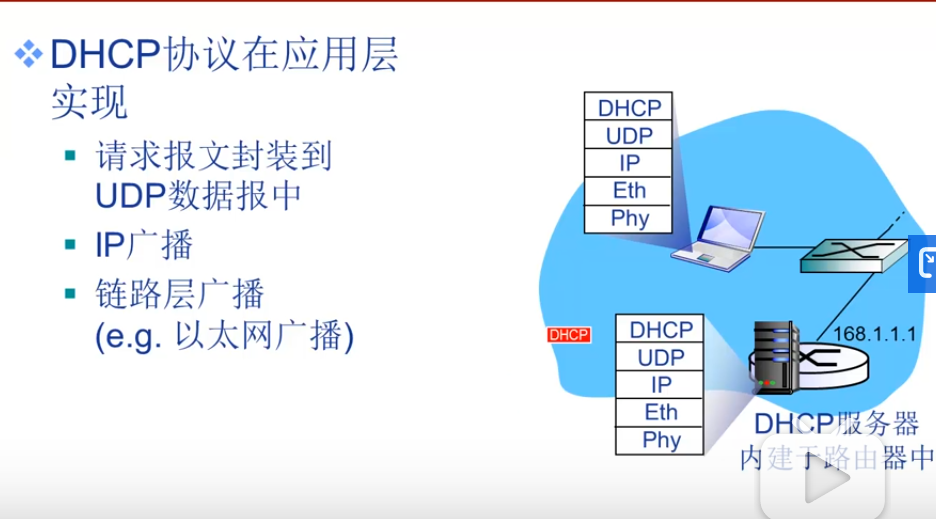 DHCP协议在应用层
实现
请求报文封装到
UDP数据报中
IP广播
链路层广播
(e.g. 以太网广播)
DHCP
UDP
IP
Eth
Phy
DHCP
DHCP
UDP
IP
Eth
Phy
168.1.1.1
DHCP服务器
内建于路由器中